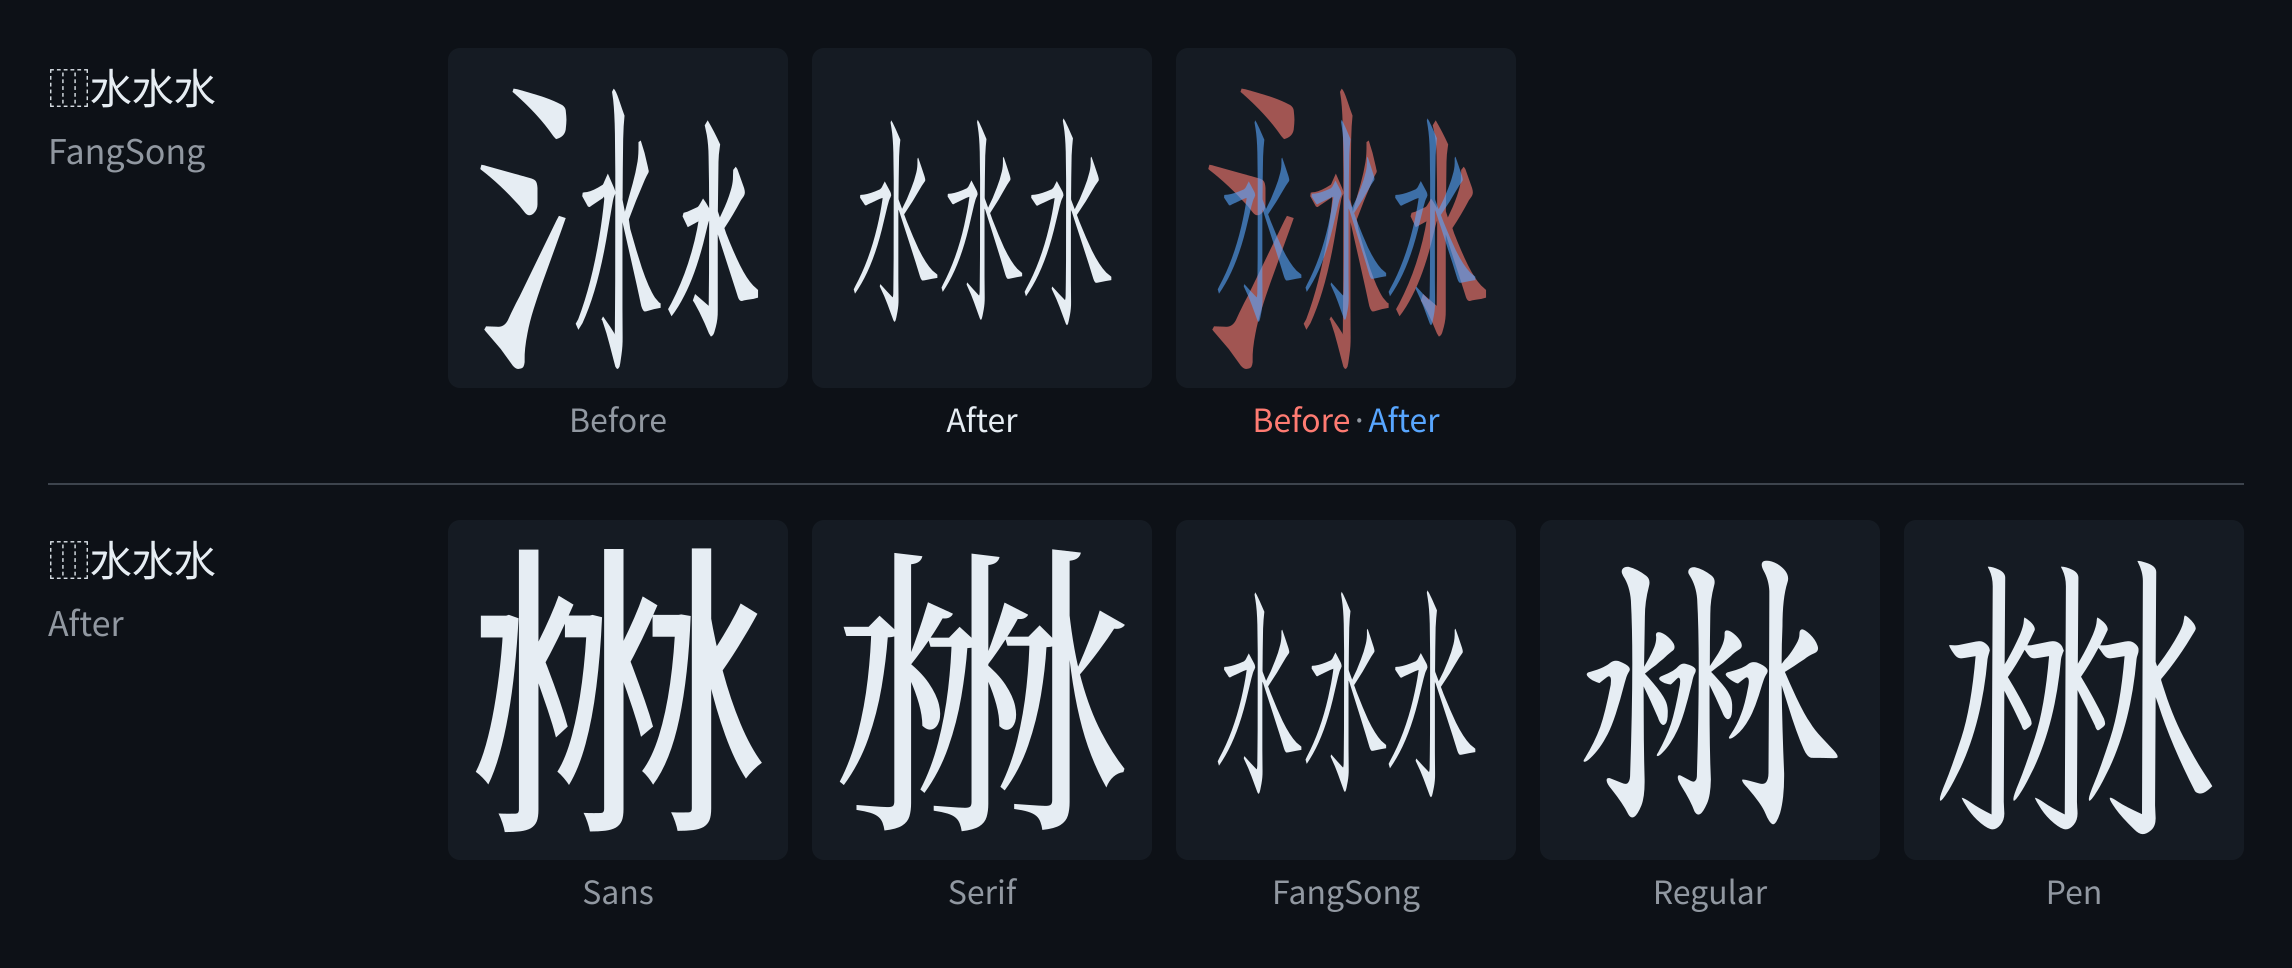 ⿲水水水
FangSong
Before
After
Before·After
⿲水水水
After
Sans
Serif
FangSong
Regular
Pen